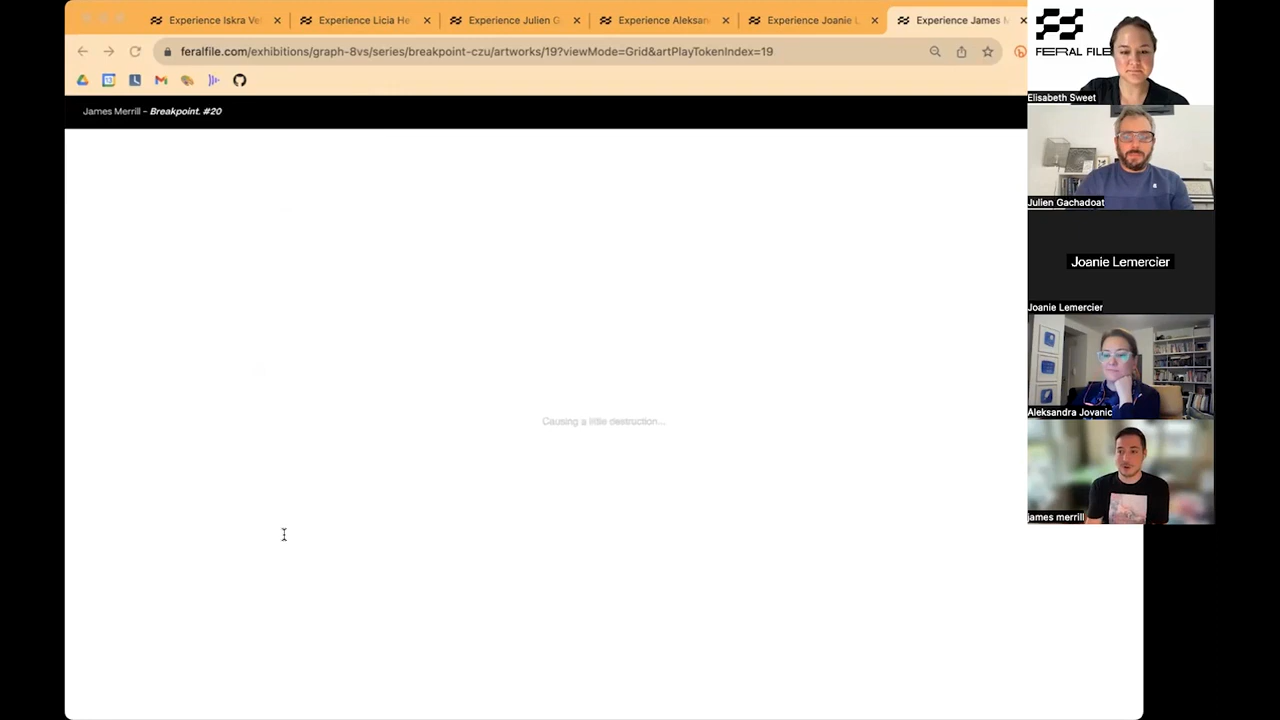 Experience Iskra Ve
Experience Licia He
Experience Julien G
Experience Aleksan
Experience Joanie L
Experience James M
feralfile.com/exhibitions/graph-8vs/series/breakpoint-czu/artworks/19?viewMode=Grid&artPlayTokenIndex=19
James Merrill – Breakpoint. #20
Causing a little destruction...
FERAL FILE
Elisabeth Sweet
Julien Gachadoat
Joanie Lemercier
Joanie Lemercier
Aleksandra Jovanic
james merrill